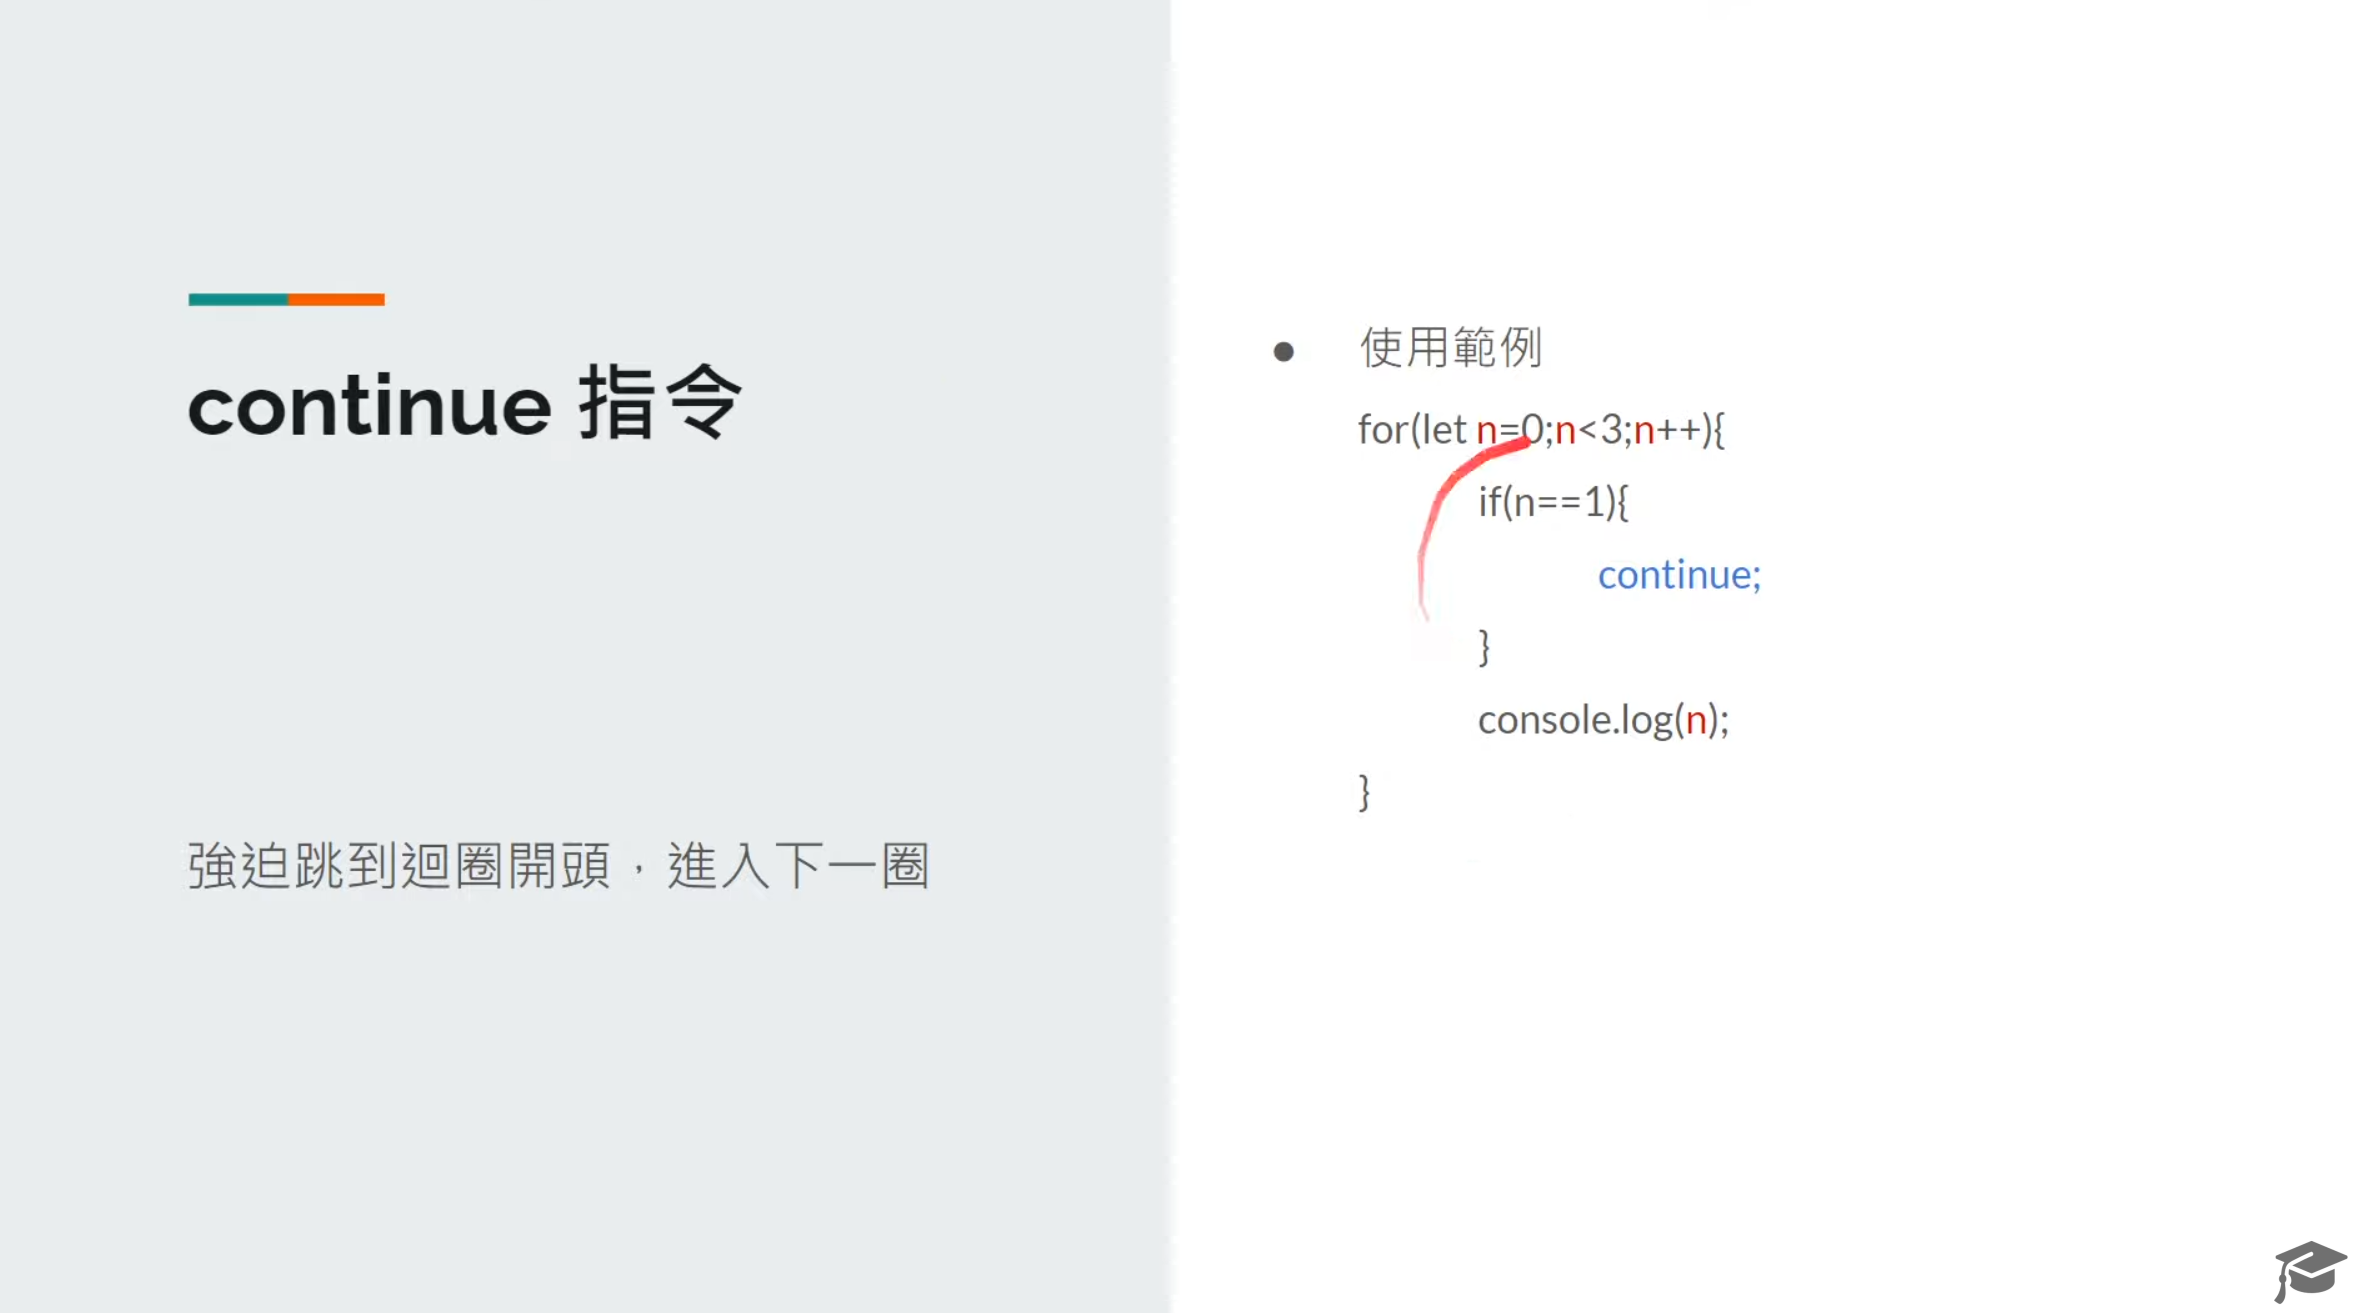 continue 指令
強迫跳到迴圈開頭，進入下一圈
● 使用範例
for(let n=0;n<3;n++){
if(n==1){
continue;
}
console.log(n);
}